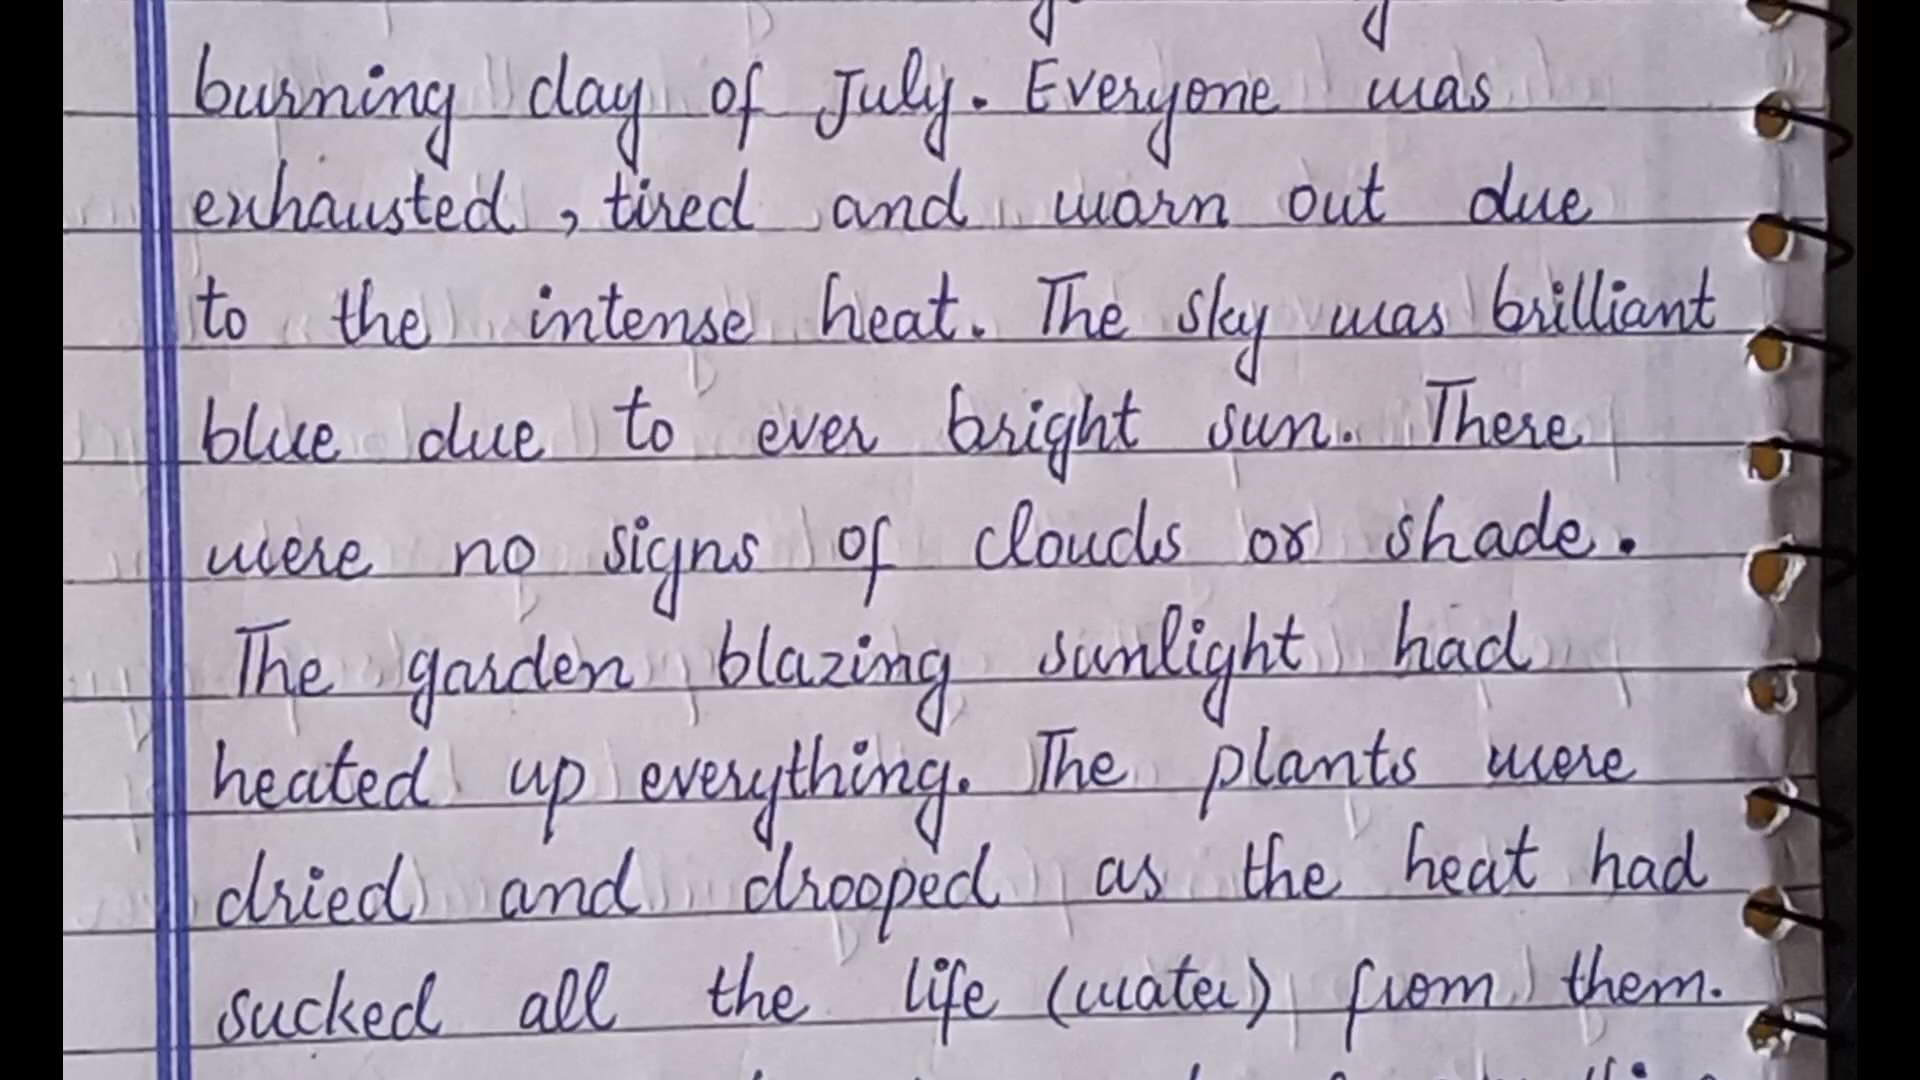 burning day of July. Everyone was
exhausted, tired and warn out due
to the intense heat. The sky was brilliant
blue due to ever bright sun. There
were no signs of clouds or shade.
The garden blazing sunlight had
heated up everything. The plants were
dried and drooped as the heat had
sucked all the life (water) from them.